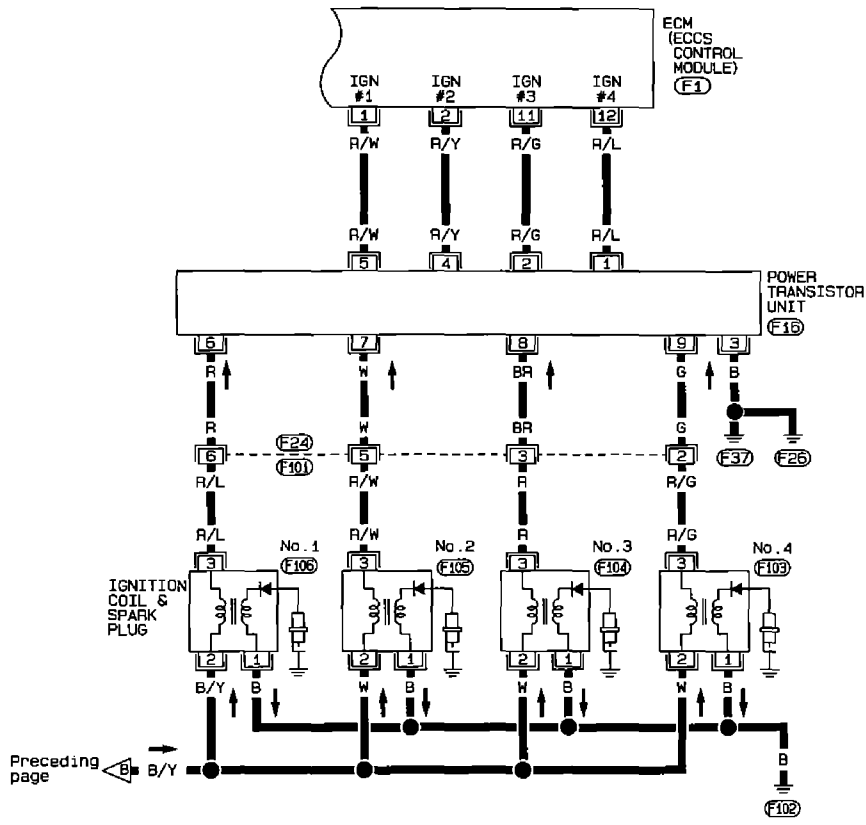 ECM
(ECCS
CONTROL
MODULE)
F1
IGN IGN IGN IGN
#1 #2 #3 #4
1 2 11 12
R/W R/Y R/G R/L
R/W R/Y R/G R/L
5 4 2 1
POWER
TRANSISTOR
UNIT
F16
6 7 8 9 3
R W BR G B
R W BR G
F24
F101
6 5 3 2
F37 F26
R/L R/W R R/G
R/L R/W R R/G
No.1 No.2 No.3 No.4
F106 F105 F104 F103
3 3 3 3
IGNITION
COIL &
SPARK
PLUG
2 1 2 1 2 1 2 1
B/Y B W B W B W B
Preceding
page
B B/Y
B
F102